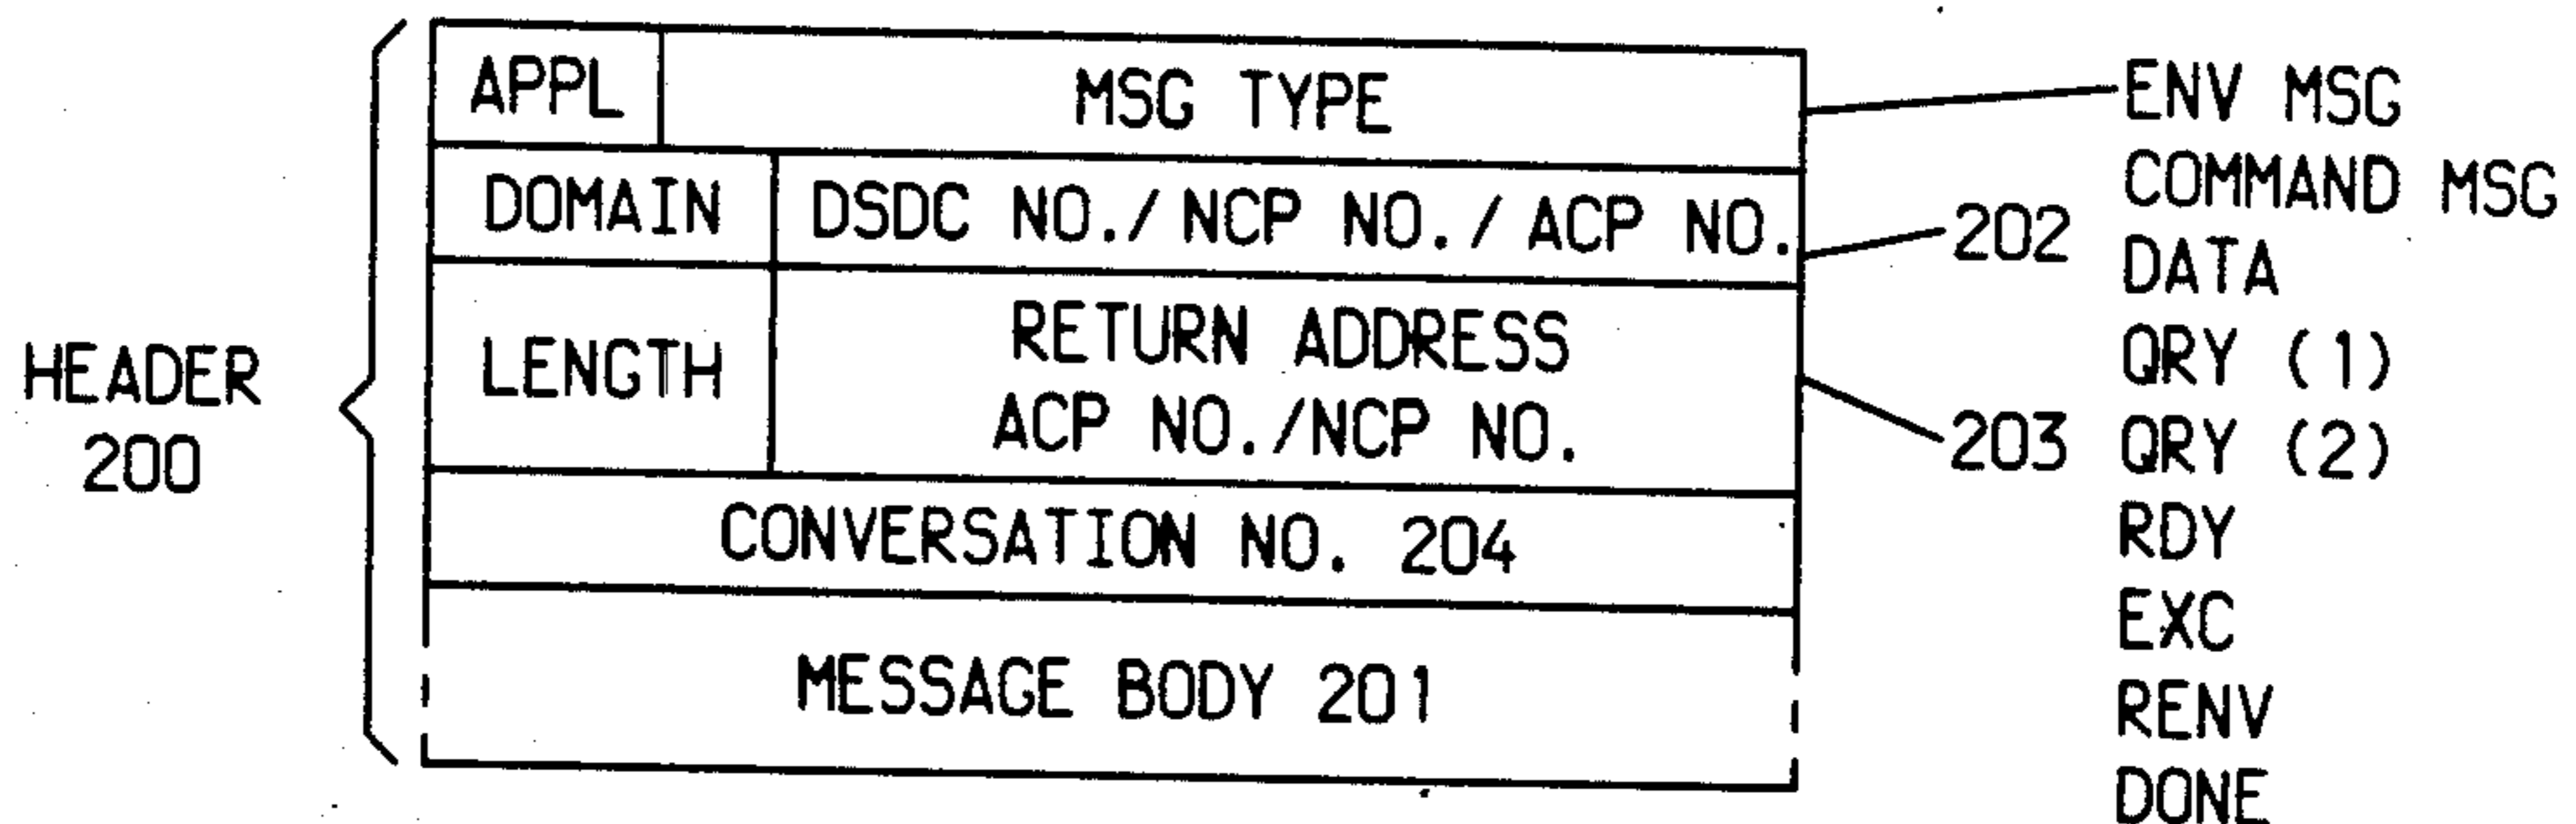 HEADER
200
APPL MSG TYPE
DOMAIN DSDC NO./ NCP NO./ ACP NO.
LENGTH RETURN ADDRESS
ACP NO./NCP NO.
CONVERSATION NO. 204
MESSAGE BODY 201
202
203
ENV MSG
COMMAND MSG
DATA
QRY (1)
QRY (2)
RDY
EXC
RENV
DONE